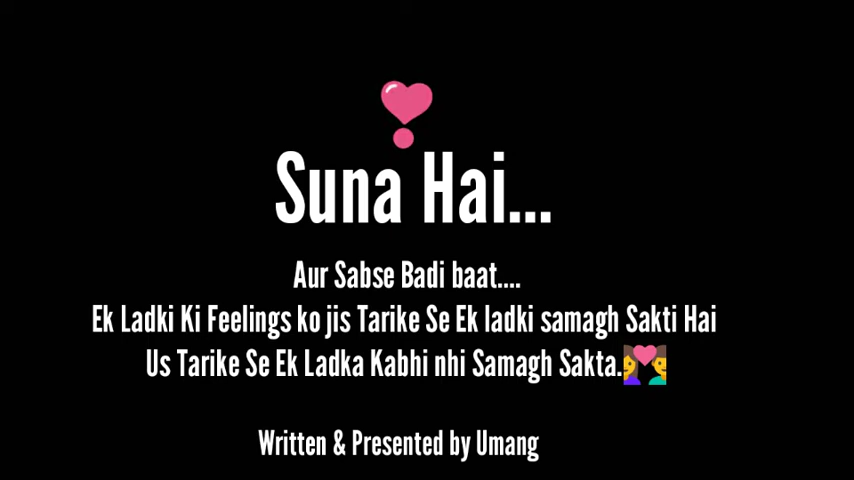 Suna Hai...
Aur Sabse Badi baat....
Ek Ladki Ki Feelings ko jis Tarike Se Ek ladki samagh Sakti Hai
Us Tarike Se Ek Ladka Kabhi nhi Samagh Sakta.
Written & Presented by Umang